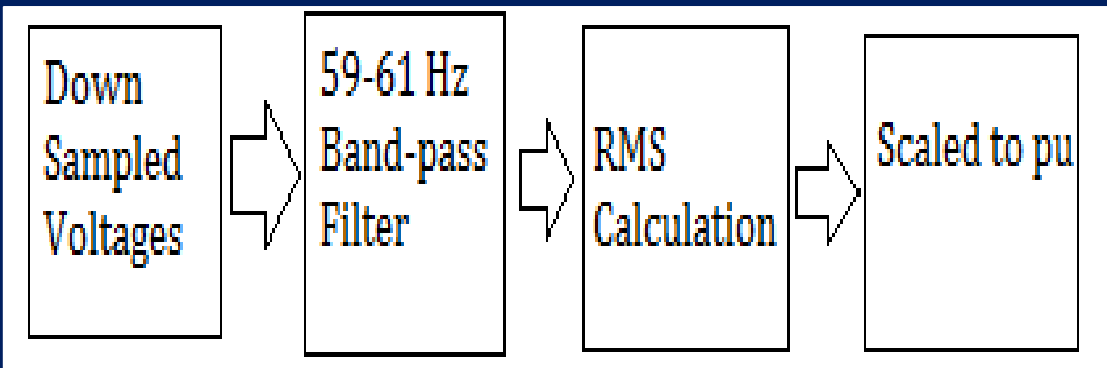 Down
Sampled
Voltages
59-61 Hz
Band-pass
Filter
RMS
Calculation
Scaled to pu